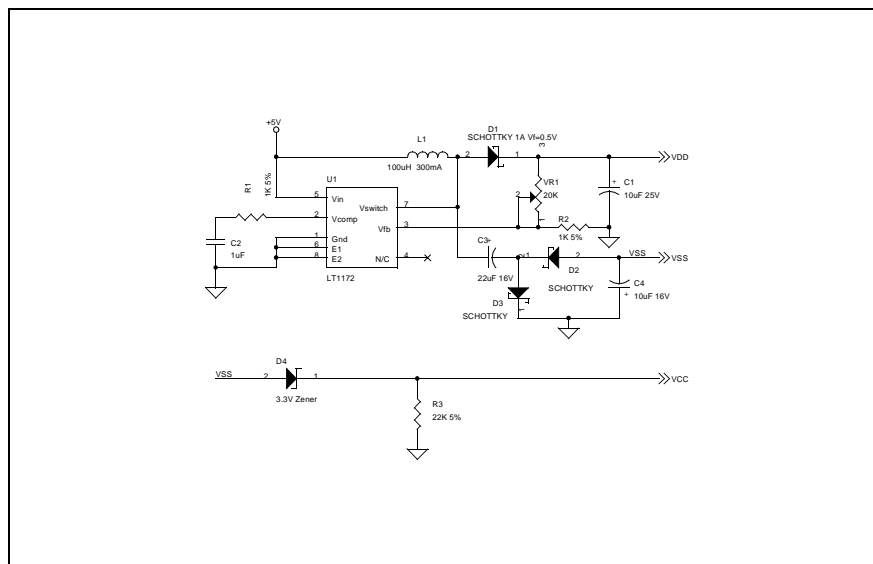 +5V
L1
100uH 300mA
D1
SCHOTTKY 1A Vf=0.5V
2
1
3
VDD
R1
1K 5%
U1
5
Vin
2
Vcomp
1
Gnd
6
E1
8
E2
Vswitch
7
Vfb
3
N/C
4
LT1172
C2
1uF
VR1
20K
2
1
R2
1K 5%
C1
+
10uF 25V
C3
+
22uF 16V
1
2
D2
SCHOTTKY
D3
SCHOTTKY
1
VSS
VSS
C4
10uF 16V
+
VSS
2
D4
1
3.3V Zener
R3
22K 5%
VCC